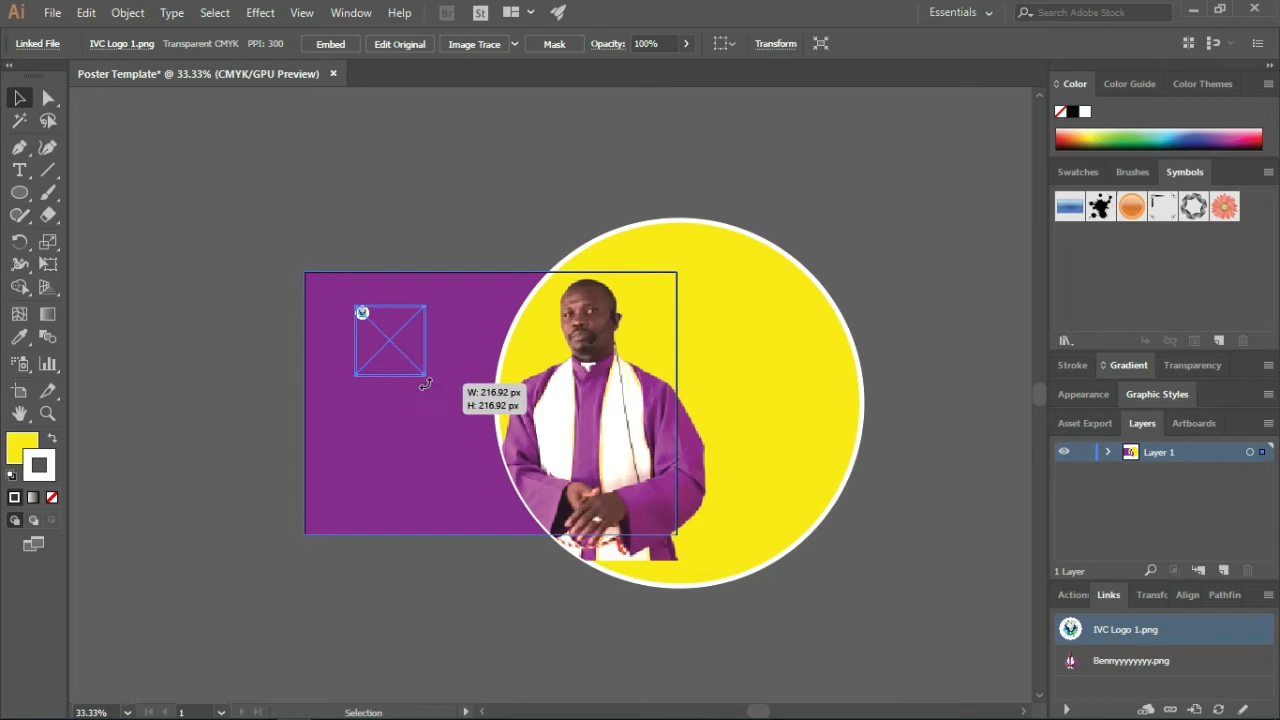 Ai File Edit Object Type Select Effect View Window Help Br St Essentials Search Adobe Stock
Linked File IVC Logo 1.png Transparent CMYK PPI: 300 Embed Edit Original Image Trace Mask Opacity: 100% Transform
Poster Template* @ 33.33% (CMYK/GPU Preview)
Color Color Guide Color Themes
Swatches Brushes Symbols
W: 216.92 px
H: 216.92 px
Stroke Gradient Transparency
Appearance Graphic Styles
Asset Export Layers Artboards
Layer 1
1 Layer
Action Links Transfc Align Pathfin
IVC Logo 1.png
Bennyyyyyyyy.png
33.33% 1 Selection